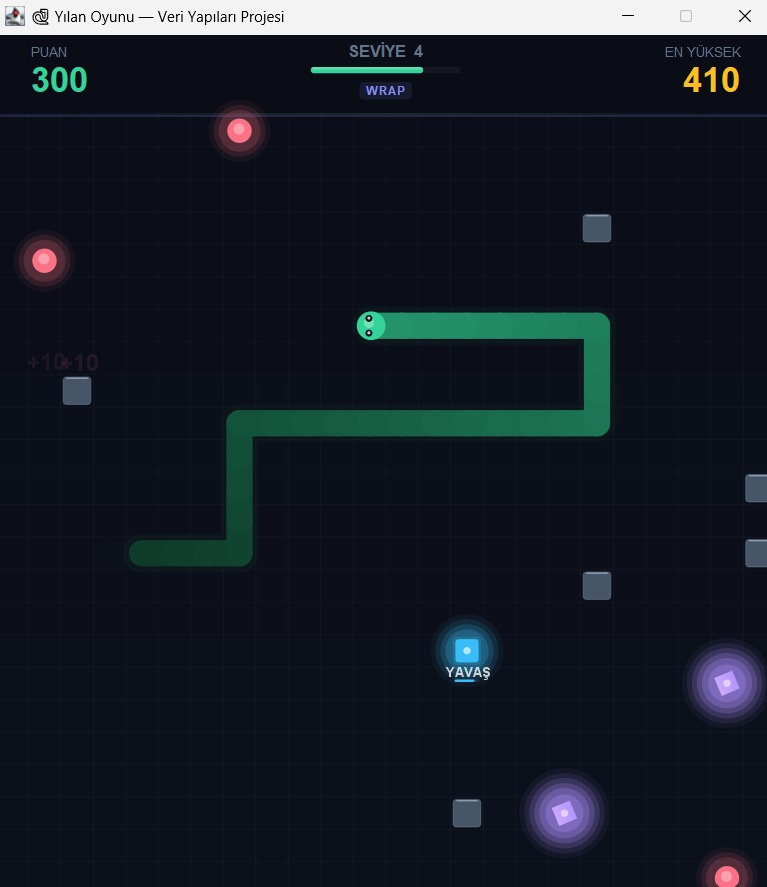 Yılan Oyunu — Veri Yapıları Projesi
PUAN
300
SEVİYE 4
WRAP
EN YÜKSEK
410
+10 +10
YAVAŞ